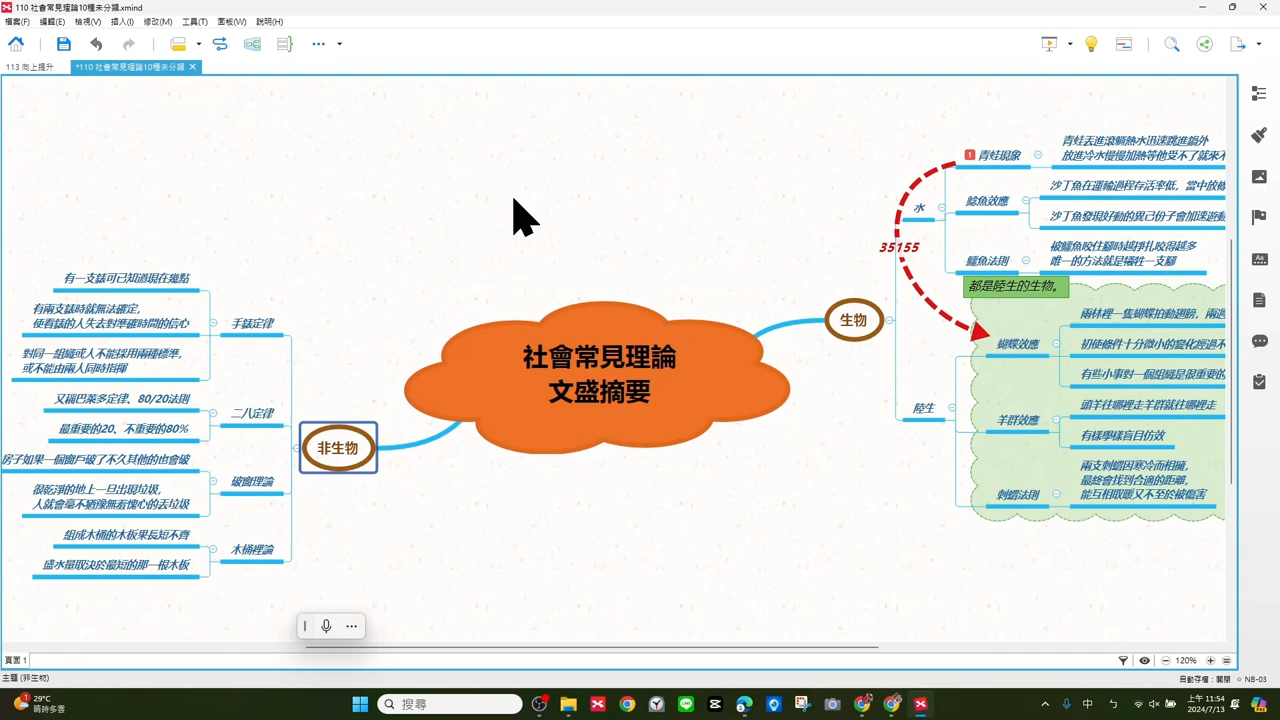 110 社會常見理論10種未分類.xmind
檔案(F) 編輯(E) 檢視(V) 插入(I) 修改(M) 工具(T) 面板(W) 說明(H)
113 向上提升
*110 社會常見理論10種未分類
社會常見理論
文盛摘要
生物
水
1
青蛙現象
青蛙丟進滾躺熱水迅速跳進鍋外
放進冷水慢慢加熱等他受不了就來不
鯰魚效應
沙丁魚在運輸過程存活率低，當中放
沙丁魚發現好動的異己份子會加速遊動
鱷魚法則
被鱷魚咬住腳時越掙扎咬得越多
唯一的方法就是犧牲一支腳
35155
都是陸生的生物。
陸生
蝴蝶效應
雨林裡一隻蝴蝶拍動翅膀，兩週
初使條件十分微小的變化經過不
有些小事對一個組織是很重要的
羊群效應
頭羊往哪裡走羊群就往哪裡走
有樣學樣盲目仿效
刺蝟法則
兩支刺蝟因寒冷而相擁，
最終會找到合適的距離，
能互相取暖又不至於被傷害
非生物
手錶定律
有一支錶可已知道現在幾點
有兩支錶時就無法確定，
使看錶的人失去對準確時間的信心
對同一組織或人不能採用兩種標準，
或不能由兩人同時指揮
二八定律
又稱巴萊多定律、80/20法則
最重要的20、不重要的80%
破窗理論
房子如果一個窗戶破了不久其他的也會破
很乾淨的地上一旦出現垃圾，
人就會毫不猶豫無羞愧心的丟垃圾
木桶裡論
組成木桶的木板果長短不齊
盛水量取決於最短的那一根木板
頁面 1
120%
主題 (非生物)
自動存檔：關閉
NB-03
29°C
晴時多雲
1
搜尋
中
上午 11:54
2024/7/13